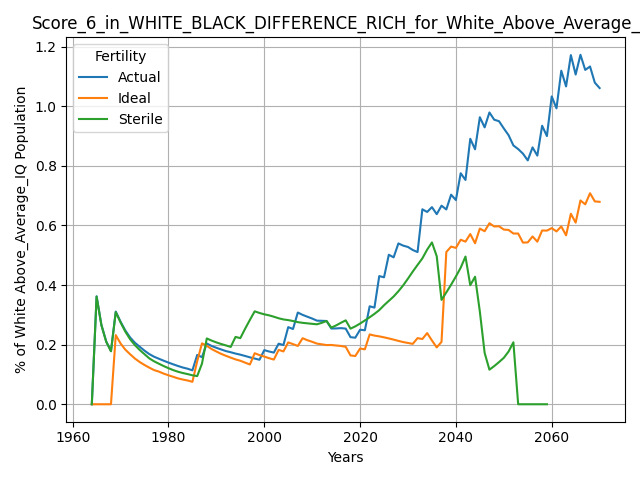 Score_6_in_WHITE_BLACK_DIFFERENCE_RICH_for_White_Above_Average_
Fertility
Actual
Ideal
Sterile
% of White Above_Average_IQ Population
1.2
1.0
0.8
0.6
0.4
0.2
0.0
1960 1980 2000 2020 2040 2060
Years